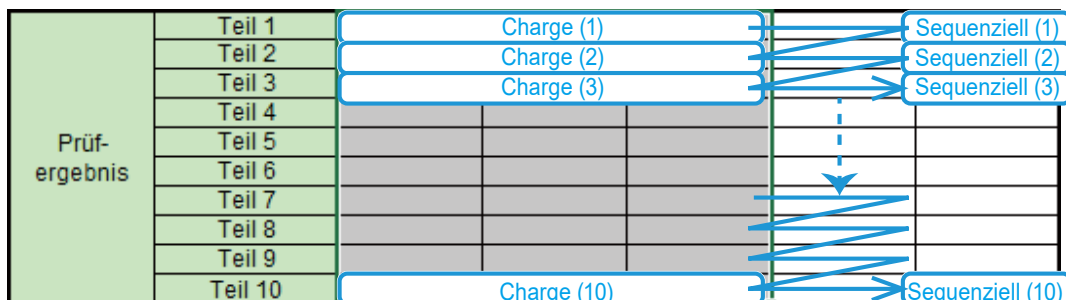 Teil 1 Charge (1) Sequenziell (1)
Teil 2 Charge (2) Sequenziell (2)
Teil 3 Charge (3) Sequenziell (3)
Teil 4
Prüf-
Teil 5
ergebnis
Teil 6
Teil 7
Teil 8
Teil 9
Teil 10 Charge (10) Sequenziell (10)